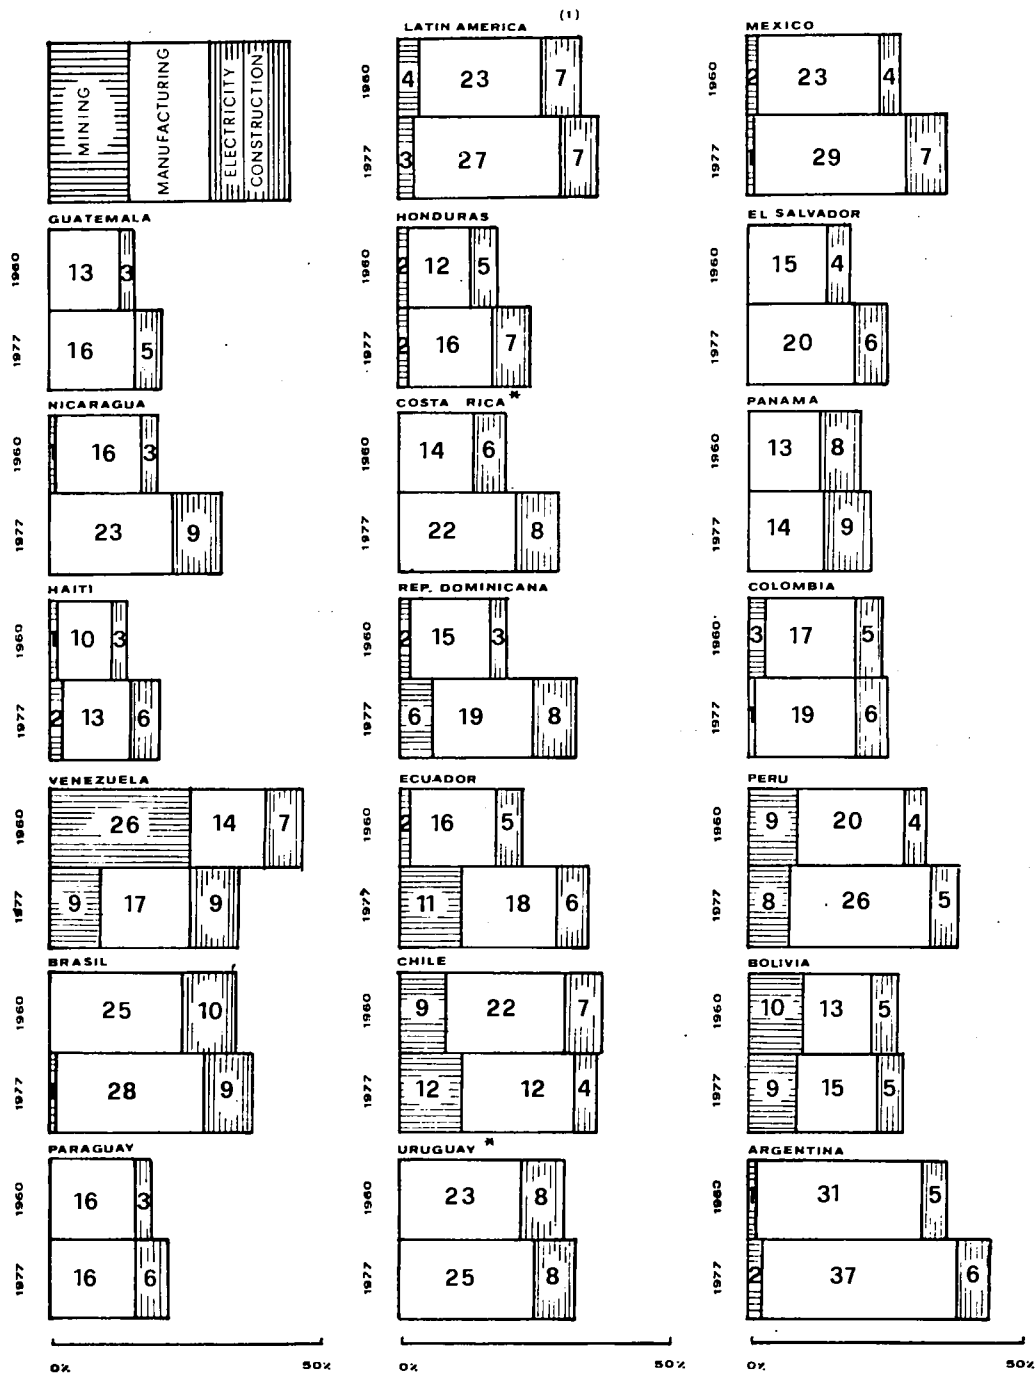 MINING
MANUFACTURING
ELECTRICITY
CONSTRUCTION
LATIN AMERICA (1)
1960 4 23 7
1977 3 27 7
MEXICO
1960 2 23 4
1977 1 29 7
GUATEMALA
1960 13 3
1977 16 5
HONDURAS
1960 2 12 5
1977 2 16 7
EL SALVADOR
1960 15 4
1977 20 6
NICARAGUA
1960 1 16 3
1977 23 9
COSTA RICA*
1960 14 6
1977 22 8
PANAMA
1960 13 8
1977 14 9
HAITI
1960 1 10 3
1977 2 13 6
REP. DOMINICANA
1960 2 15 3
1977 6 19 8
COLOMBIA
1960 3 17 5
1977 1 19 6
VENEZUELA
1960 26 14 7
1977 9 17 9
ECUADOR
1960 2 16 5
1977 11 18 6
PERU
1960 9 20 4
1977 8 26 5
BRASIL
1960 25 10
1977 1 28 9
CHILE
1960 9 22 7
1977 12 12 4
BOLIVIA
1960 10 13 5
1977 9 15 5
PARAGUAY
1960 16 3
1977 16 6
URUGUAY *
1960 23 8
1977 25 8
ARGENTINA
1960 1 31 5
1977 2 37 6
0% 50%
0% 50%
0% 50%